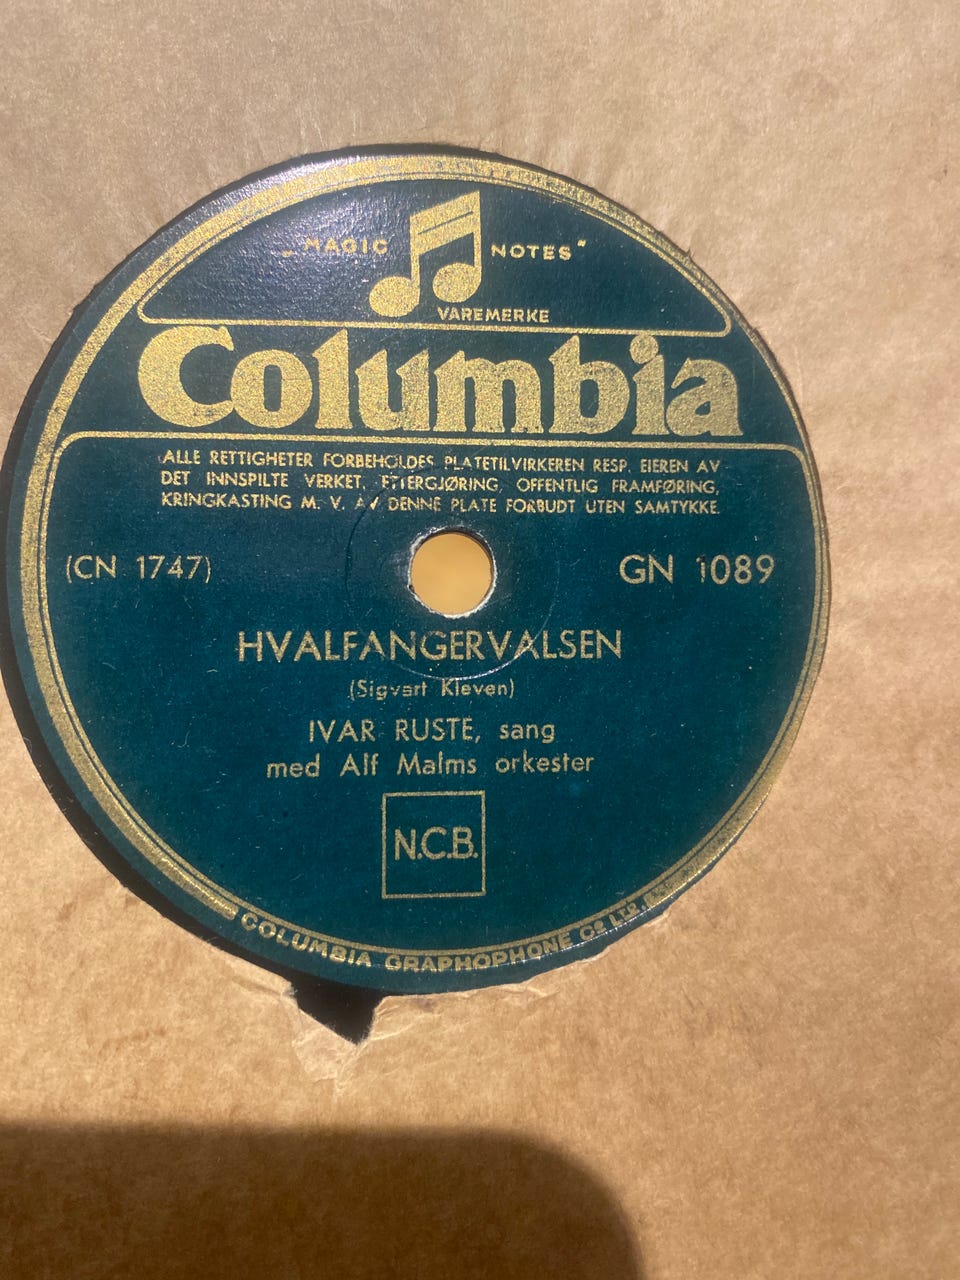 „MAGIC NOTES"
VAREMERKE
Columbia
ALLE RETTIGHETER FORBEHOLDES. PLATETILVIRKEREN RESP. EIEREN AV
DET INNSPILTE VERKET. ETTERGJØRING, OFFENTLIG FRAMFØRING,
KRINGKASTING M. V. AV DENNE PLATE FORBUDT UTEN SAMTYKKE.
(CN 1747) GN 1089
HVALFANGERVALSEN
(Sigvart Kleven)
IVAR RUSTE, sang
med Alf Malms orkester
N.C.B.
COLUMBIA GRAPHOPHONE Cº LTº.